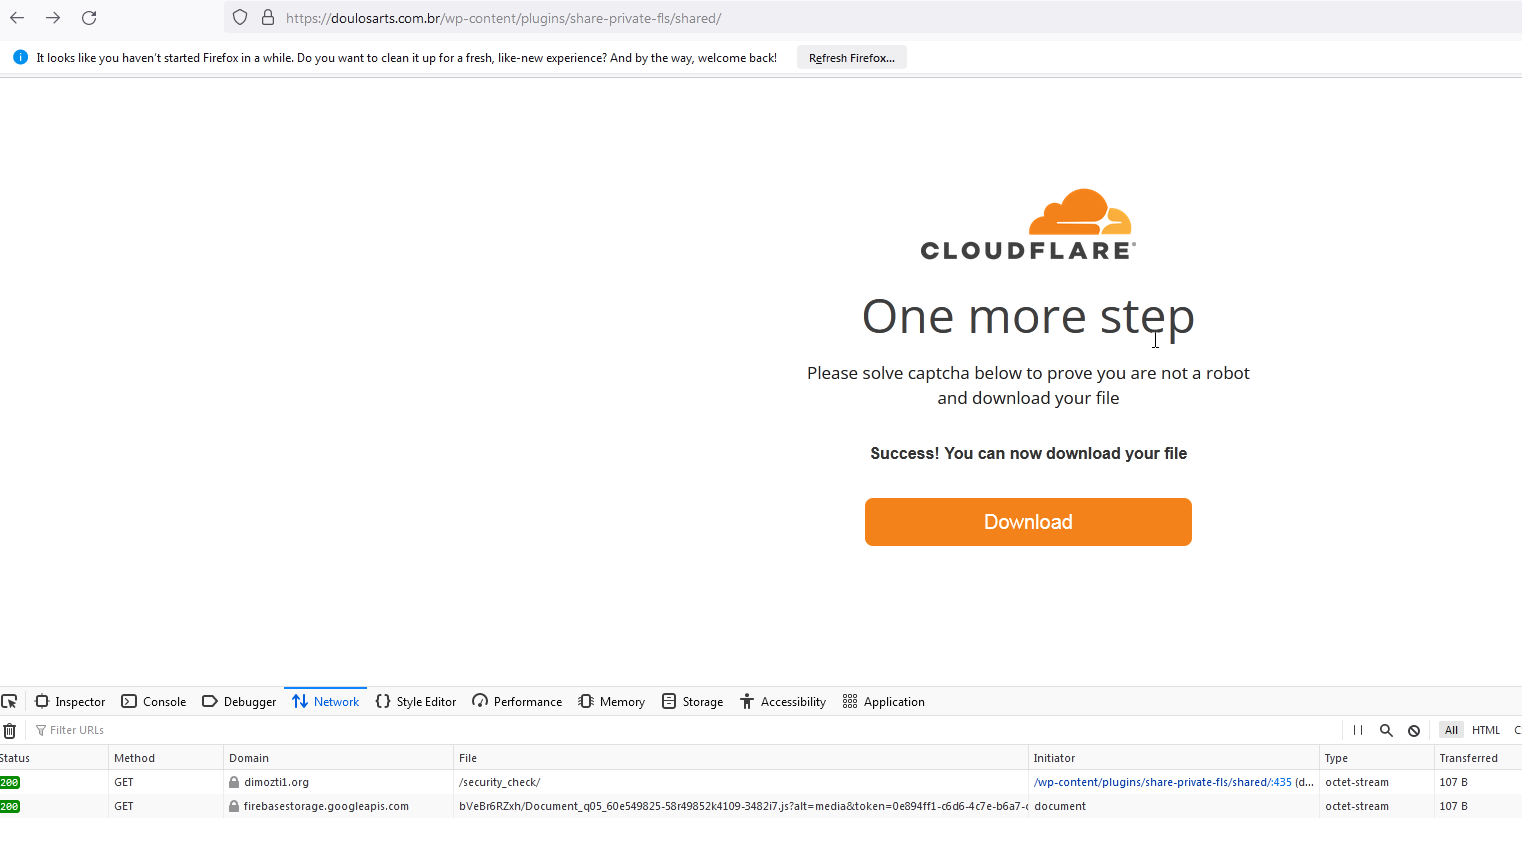 https://doulosarts.com.br/wp-content/plugins/share-private-fls/shared/
It looks like you haven't started Firefox in a while. Do you want to clean it up for a fresh, like-new experience? And by the way, welcome back! Refresh Firefox...
CLOUDFLARE
One more step
Please solve captcha below to prove you are not a robot
and download your file
Success! You can now download your file
Download
Inspector Console Debugger Network Style Editor Performance Memory Storage Accessibility Application
Filter URLs All HTML C
Status Method Domain File Initiator Type Transferred
200 GET dimozti1.org /security_check/ /wp-content/plugins/share-private-fls/shared/:435 (d... octet-stream 107 B
200 GET firebasestorage.googleapis.com bVeBr6RZxh/Document_q05_60e549825-58r49852k4109-3482i7.js?alt=media&token=0e894ff1-c6d6-4c7e-b6a7-c document octet-stream 107 B